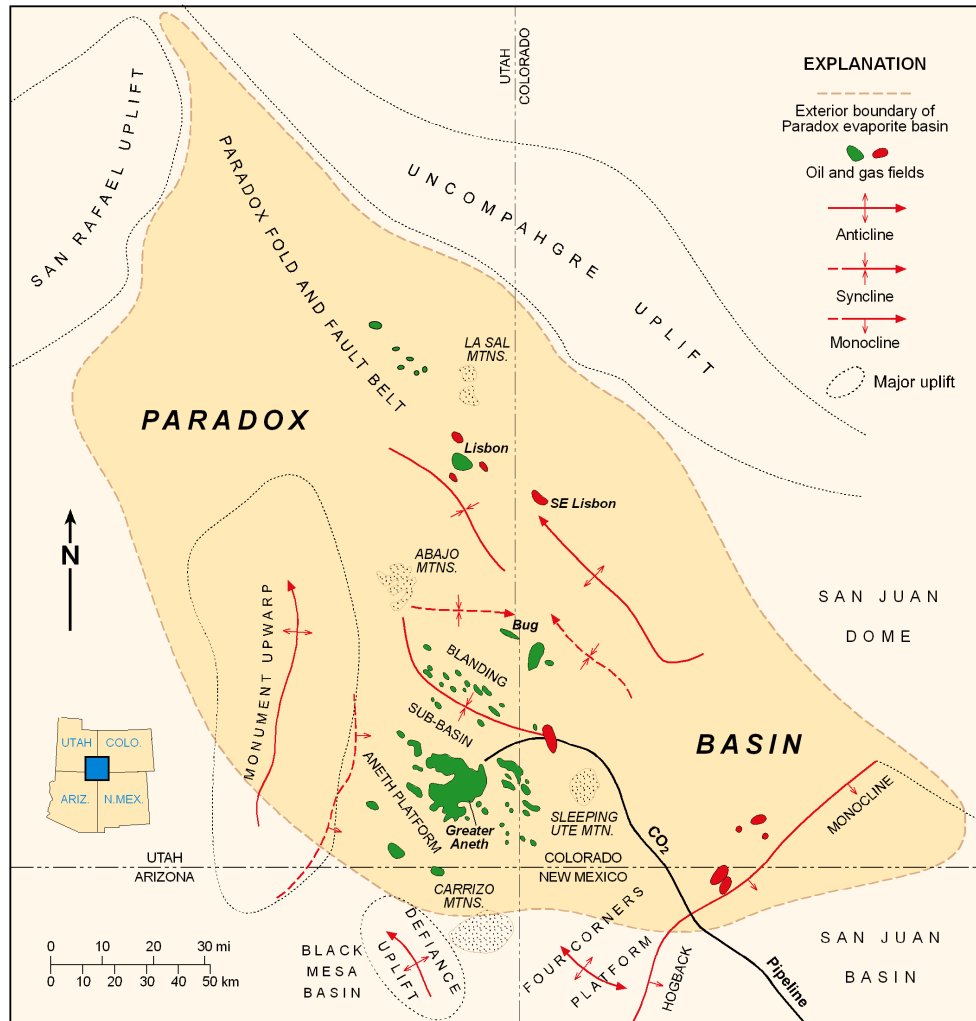 UTAH
COLORADO
EXPLANATION
Exterior boundary of
Paradox evaporite basin
Oil and gas fields
Anticline
Syncline
Monocline
Major uplift
SAN RAFAEL UPLIFT
PARADOX FOLD AND FAULT BELT
UNCOMPAHGRE UPLIFT
LA SAL
MTNS.
PARADOX
Lisbon
SE Lisbon
N
ABAJO
MTNS.
SAN JUAN
DOME
Bug
MONUMENT UPWARP
BLANDING
SUB-BASIN
BASIN
UTAH
COLO.
ARIZ.
N.MEX.
ANETH PLATFORM
Greater
Aneth
SLEEPING
UTE MTN.
CO2
MONOCLINE
UTAH
ARIZONA
COLORADO
NEW MEXICO
CARRIZO
MTNS.
DEFIANCE
UPLIFT
BLACK
MESA
BASIN
FOUR CORNERS
PLATFORM
HOGBACK
Pipeline
SAN JUAN
BASIN
0 10 20 30 mi
0 10 20 30 40 50 km